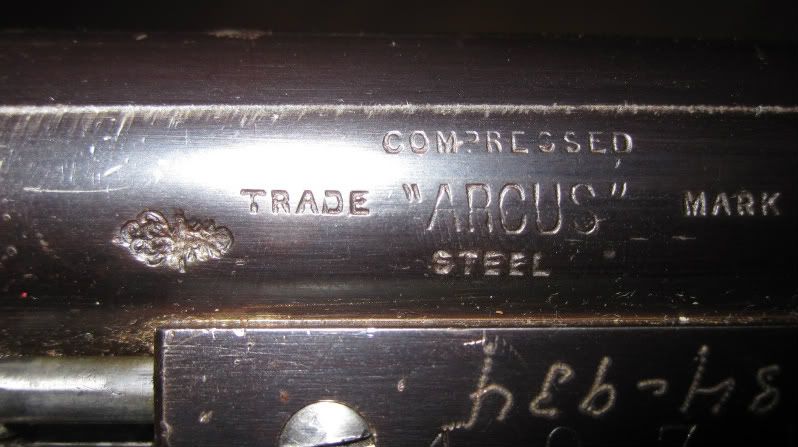 COMPRESSED
TRADE "ARCUS" MARK
STEEL